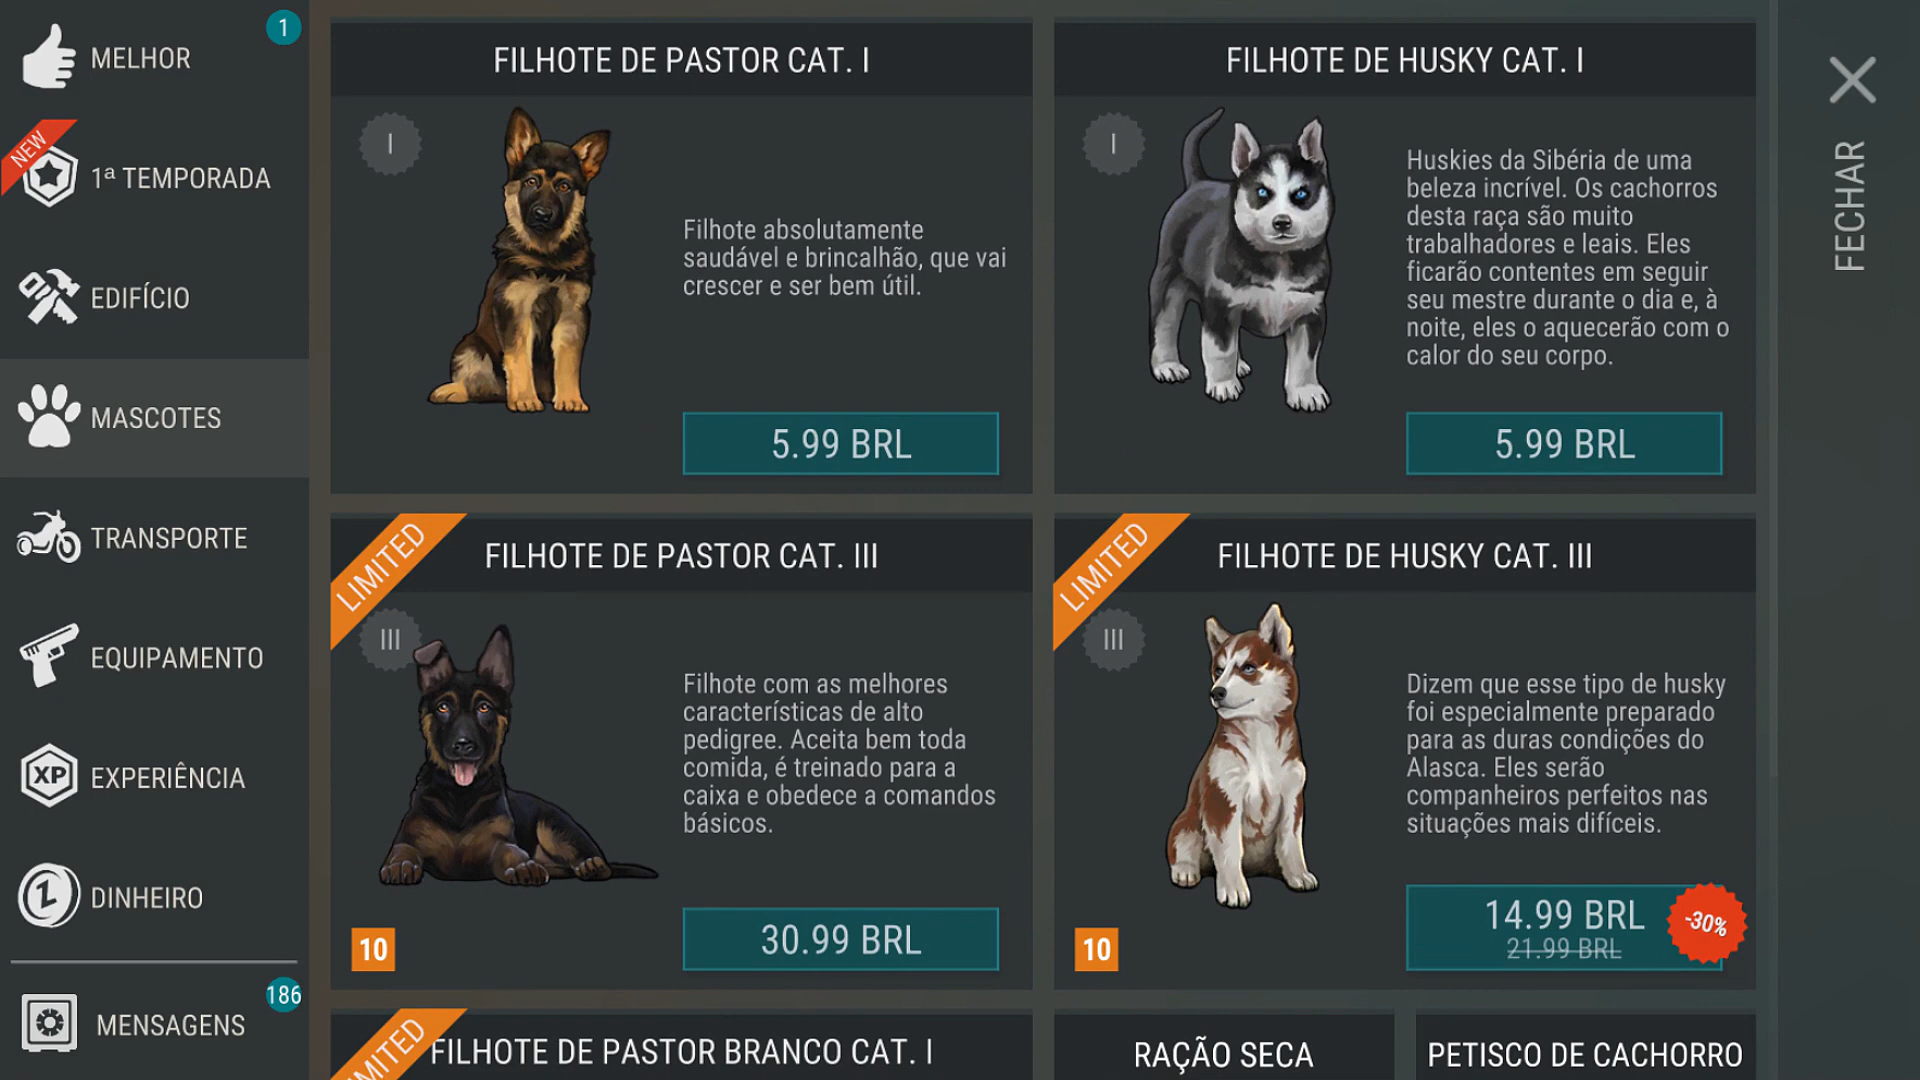 MELHOR
1
NEW
1ª TEMPORADA
EDIFÍCIO
MASCOTES
TRANSPORTE
EQUIPAMENTO
XP
EXPERIÊNCIA
DINHEIRO
MENSAGENS
186
FILHOTE DE PASTOR CAT. I
I
Filhote absolutamente
saudável e brincalhão, que vai
crescer e ser bem útil.
5.99 BRL
FILHOTE DE HUSKY CAT. I
I
Huskies da Sibéria de uma
beleza incrível. Os cachorros
desta raça são muito
trabalhadores e leais. Eles
ficarão contentes em seguir
seu mestre durante o dia e, à
noite, eles o aquecerão com o
calor do seu corpo.
5.99 BRL
LIMITED
FILHOTE DE PASTOR CAT. III
III
Filhote com as melhores
características de alto
pedigree. Aceita bem toda
comida, é treinado para a
caixa e obedece a comandos
básicos.
10
30.99 BRL
LIMITED
FILHOTE DE HUSKY CAT. III
III
Dizem que esse tipo de husky
foi especialmente preparado
para as duras condições do
Alasca. Eles serão
companheiros perfeitos nas
situações mais difíceis.
10
14.99 BRL
21.99 BRL
-30%
LIMITED
FILHOTE DE PASTOR BRANCO CAT. I
RAÇÃO SECA
PETISCO DE CACHORRO
FECHAR